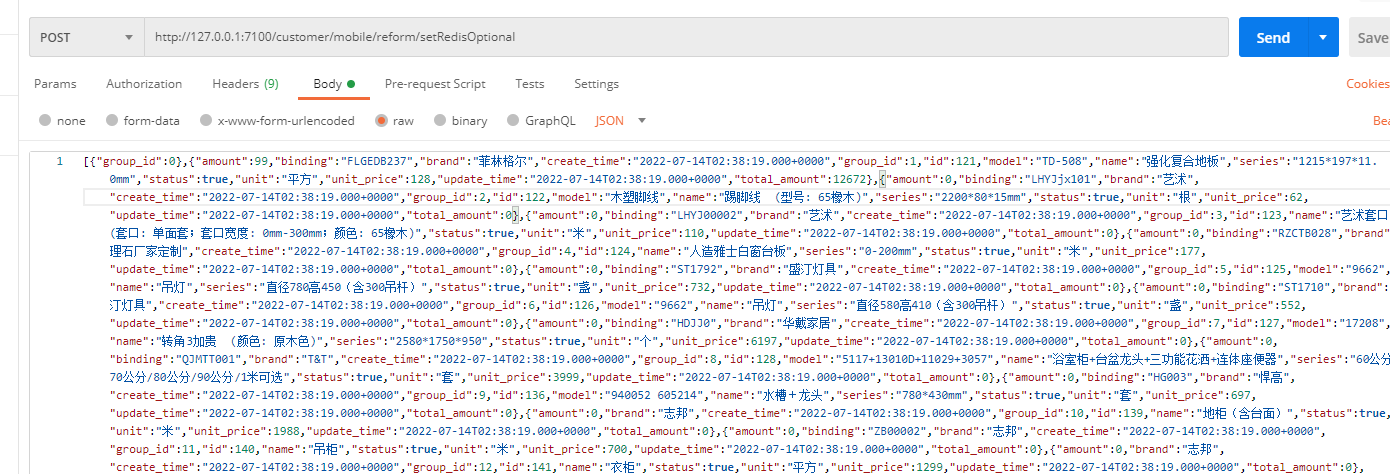 POST http://127.0.0.1:7100/customer/mobile/reform/setRedisOptional Send Save
Params Authorization Headers (9) Body Pre-request Script Tests Settings Cookies
none form-data x-www-form-urlencoded raw binary GraphQL JSON Bea
1 [{"group_id":0},{"amount":99,"binding":"FLGEDB237","brand":"菲林格尔","create_time":"2022-07-14T02:38:19.000+0000","group_id":1,"id":121,"model":"TD-508","name":"强化复合地板","series":"1215*197*11.
0mm","status":true,"unit":"平方","unit_price":128,"update_time":"2022-07-14T02:38:19.000+0000","total_amount":12672},{"amount":0,"binding":"LHYJjx101","brand":"艺沭",
"create_time":"2022-07-14T02:38:19.000+0000","group_id":2,"id":122,"model":"木塑脚线","name":"踢脚线 （型号: 65橡木)","series":"2200*80*15mm","status":true,"unit":"根","unit_price":62,
"update_time":"2022-07-14T02:38:19.000+0000","total_amount":0},{"amount":0,"binding":"LHYJ00002","brand":"艺沭","create_time":"2022-07-14T02:38:19.000+0000","group_id":3,"id":123,"name":"艺沭套口
(套口: 单面套; 套口宽度: 0mm-300mm; 颜色: 65橡木)","status":true,"unit":"米","unit_price":110,"update_time":"2022-07-14T02:38:19.000+0000","total_amount":0},{"amount":0,"binding":"RZCTB028","brand"
理石厂家定制","create_time":"2022-07-14T02:38:19.000+0000","group_id":4,"id":124,"name":"人造雅士白窗台板","series":"0-200mm","status":true,"unit":"米","unit_price":177,
"update_time":"2022-07-14T02:38:19.000+0000","total_amount":0},{"amount":0,"binding":"ST1792","brand":"盛汀灯具","create_time":"2022-07-14T02:38:19.000+0000","group_id":5,"id":125,"model":"9662",
"name":"吊灯","series":"直径780高450（含300吊杆）","status":true,"unit":"盏","unit_price":732,"update_time":"2022-07-14T02:38:19.000+0000","total_amount":0},{"amount":0,"binding":"ST1710","brand":
汀灯具","create_time":"2022-07-14T02:38:19.000+0000","group_id":6,"id":126,"model":"9662","name":"吊灯","series":"直径580高410（含300吊杆）","status":true,"unit":"盏","unit_price":552,
"update_time":"2022-07-14T02:38:19.000+0000","total_amount":0},{"amount":0,"binding":"HDJJ0","brand":"华戴家居","create_time":"2022-07-14T02:38:19.000+0000","group_id":7,"id":127,"model":"17208",
"name":"转角3加贵 （颜色: 原木色)","series":"2580*1750*950","status":true,"unit":"个","unit_price":6197,"update_time":"2022-07-14T02:38:19.000+0000","total_amount":0},{"amount":0,
"binding":"QJMTT001","brand":"T&T","create_time":"2022-07-14T02:38:19.000+0000","group_id":8,"id":128,"model":"5117+13010D+11029+3057","name":"浴室柜+台盆龙头+三功能花洒+连体座便器","series":"60公分
70公分/80公分/90公分/1米可选","status":true,"unit":"套","unit_price":3999,"update_time":"2022-07-14T02:38:19.000+0000","total_amount":0},{"amount":0,"binding":"HG003","brand":"悍高",
"create_time":"2022-07-14T02:38:19.000+0000","group_id":9,"id":136,"model":"940052 605214","name":"水槽＋龙头","series":"780*430mm","status":true,"unit":"套","unit_price":697,
"update_time":"2022-07-14T02:38:19.000+0000","total_amount":0},{"amount":0,"brand":"志邦","create_time":"2022-07-14T02:38:19.000+0000","group_id":10,"id":139,"name":"地柜（含台面）","status":true,
"unit":"米","unit_price":1988,"update_time":"2022-07-14T02:38:19.000+0000","total_amount":0},{"amount":0,"binding":"ZB00002","brand":"志邦","create_time":"2022-07-14T02:38:19.000+0000",
"group_id":11,"id":140,"name":"吊柜","status":true,"unit":"米","unit_price":700,"update_time":"2022-07-14T02:38:19.000+0000","total_amount":0},{"amount":0,"brand":"志邦",
"create_time":"2022-07-14T02:38:19.000+0000","group_id":12,"id":141,"name":"衣柜","status":true,"unit":"平方","unit_price":1299,"update_time":"2022-07-14T02:38:19.000+0000","total_amount":0},